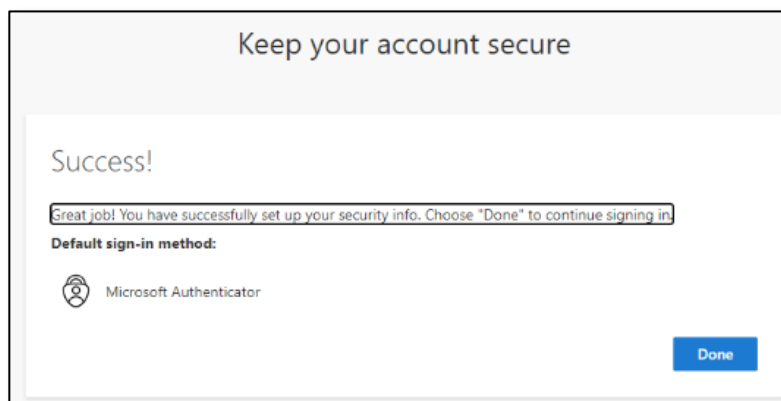 Keep your account secure
Success!
Great job! You have successfully set up your security info. Choose "Done" to continue signing in.
Default sign-in method:
Microsoft Authenticator
Done